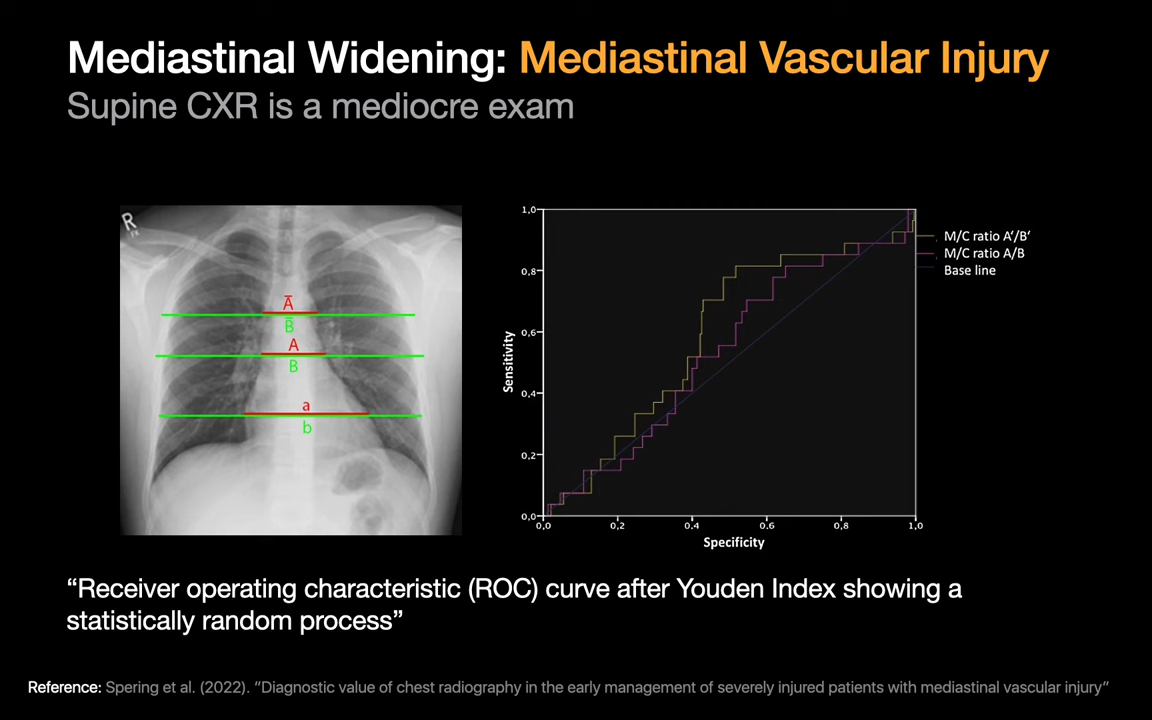 Mediastinal Widening: Mediastinal Vascular Injury
Supine CXR is a mediocre exam
R
A̅
B̅
A
B
a
b
1,0
0,8
0,6
0,4
0,2
0,0
Sensitivity
0,0 0,2 0,4 0,6 0,8 1,0
Specificity
M/C ratio A‘/B‘
M/C ratio A/B
Base line
“Receiver operating characteristic (ROC) curve after Youden Index showing a
statistically random process”
Reference: Spering et al. (2022). “Diagnostic value of chest radiography in the early management of severely injured patients with mediastinal vascular injury”